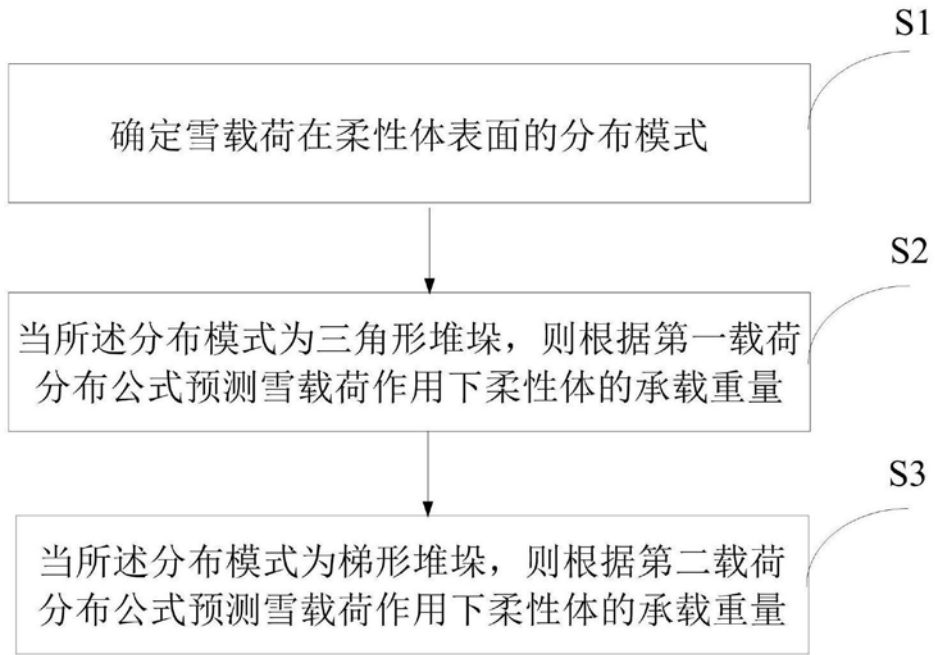 S1
确定雪载荷在柔性体表面的分布模式
S2
当所述分布模式为三角形堆垛，则根据第一载荷
分布公式预测雪载荷作用下柔性体的承载重量
S3
当所述分布模式为梯形堆垛，则根据第二载荷
分布公式预测雪载荷作用下柔性体的承载重量